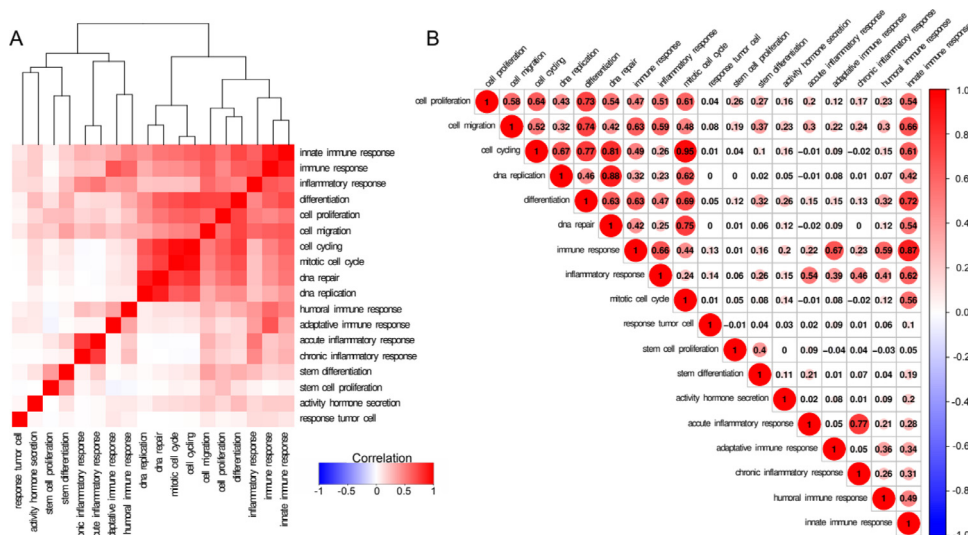 A
innate immune response
immune response
inflammatory response
differentiation
cell proliferation
cell migration
cell cycling
mitotic cell cycle
dna repair
dna replication
humoral immune response
adaptive immune response
accute inflammatory response
chronic inflammatory response
stem differentiation
stem cell proliferation
activity hormone secretion
response tumor cell
response tumor cell
activity hormone secretion
stem cell proliferation
stem differentiation
onic inflammatory response
ute inflammatory response
daptive immune response
humoral immune response
dna replication
dna repair
mitotic cell cycle
cell cycling
cell migration
cell proliferation
differentiation
inflammatory response
immune response
innate immune response
Correlation
-1 -0.5 0 0.5 1
B
cell proliferation
cell migration
cell cycling
dna replication
differentiation
dna repair
immune response
inflammatory response
mitotic cell cycle
response tumor cell
stem cell proliferation
stem differentiation
activity hormone secretion
accute inflammatory response
adaptive immune response
chronic inflammatory response
humoral immune response
innate immune response
cell proliferation 1 0.58 0.64 0.43 0.73 0.54 0.47 0.51 0.61 0.04 0.26 0.27 0.16 0.2 0.12 0.17 0.23 0.54
cell migration 1 0.52 0.32 0.74 0.42 0.63 0.59 0.48 0.08 0.19 0.37 0.23 0.3 0.22 0.24 0.3 0.66
cell cycling 1 0.67 0.77 0.81 0.49 0.26 0.95 0.01 0.04 0.1 0.16 −0.01 0.09 −0.02 0.15 0.61
dna replication 1 0.46 0.88 0.32 0.23 0.62 0 0 0.02 0.05 −0.01 0.08 0.01 0.07 0.42
differentiation 1 0.63 0.63 0.47 0.69 0.05 0.12 0.32 0.26 0.15 0.15 0.13 0.32 0.72
dna repair 1 0.42 0.25 0.75 0 0.01 0.06 0.12 −0.02 0.09 0 0.12 0.54
immune response 1 0.66 0.44 0.13 0.01 0.16 0.2 0.22 0.67 0.23 0.59 0.87
inflammatory response 1 0.24 0.14 0.06 0.26 0.15 0.54 0.39 0.46 0.41 0.62
mitotic cell cycle 1 0.01 0.05 0.08 0.14 −0.01 0.08 −0.02 0.12 0.56
response tumor cell 1 −0.01 0.04 0.03 0.02 0.09 0.01 0.06 0.1
stem cell proliferation 1 0.4 0 0.09 −0.04 0.04 −0.03 0.05
stem differentiation 1 0.11 0.21 0.01 0.07 0.04 0.19
activity hormone secretion 1 0.02 0.08 0.01 0.09 0.2
accute inflammatory response 1 0.05 0.77 0.21 0.28
adaptive immune response 1 0.05 0.36 0.34
chronic inflammatory response 1 0.26 0.31
humoral immune response 1 0.49
innate immune response 1
1.0
0.8
0.6
0.4
0.2
0.0
-0.2
-0.4
-0.6
-0.8
-1.0